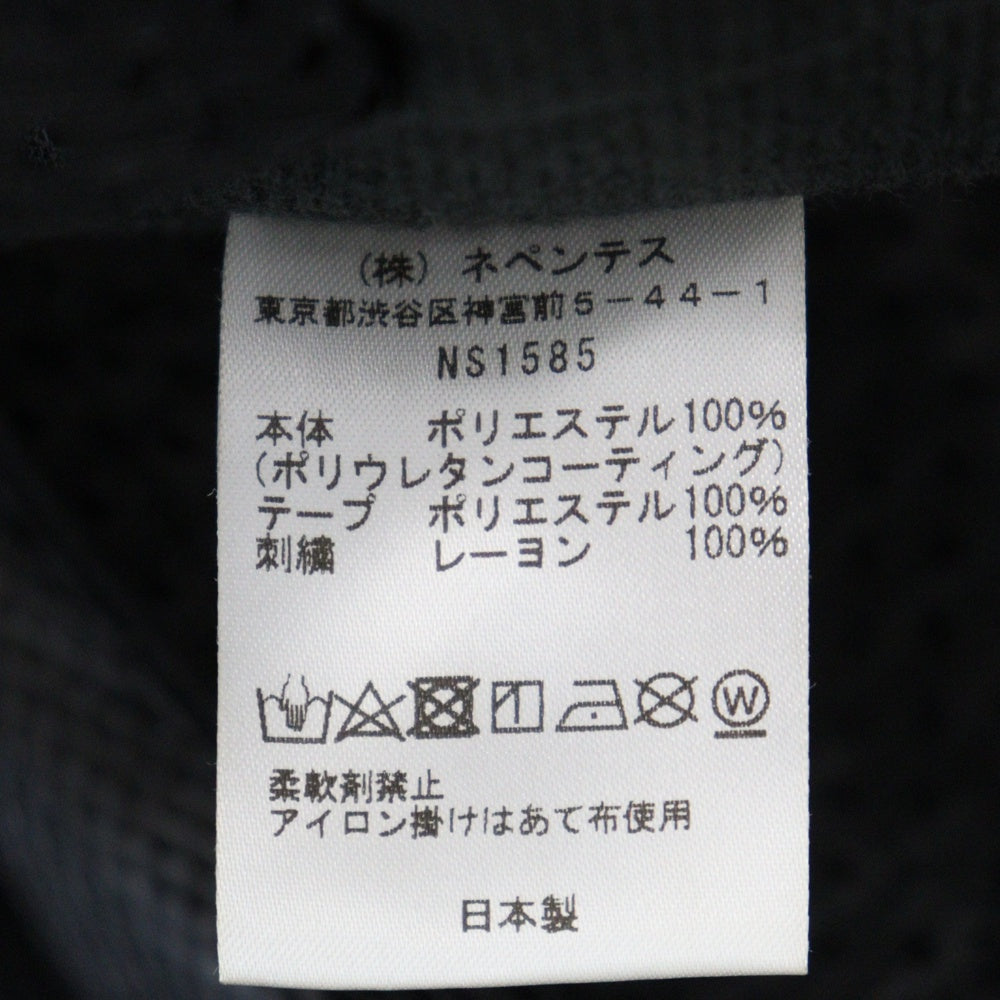 (株) ネペンテス
東京都渋谷区神宮前5-44-1
NS1585
本体 ポリエステル100%
(ポリウレタンコーティング)
テープ ポリエステル100%
刺繍 レーヨン 100%
W
柔軟剤禁止
アイロン掛けはあて布使用
日本製